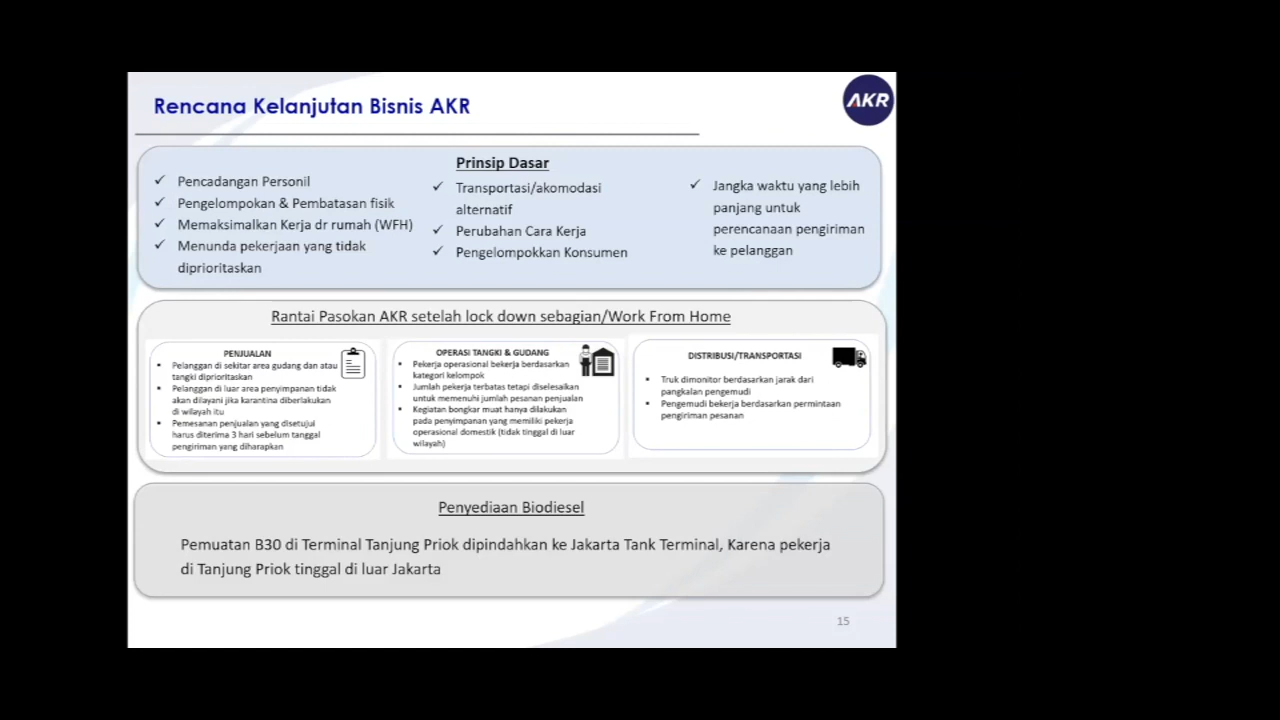 Rencana Kelanjutan Bisnis AKR
AKR
Prinsip Dasar
✓ Pencadangan Personil
✓ Pengelompokan & Pembatasan fisik
✓ Memaksimalkan Kerja dr rumah (WFH)
✓ Menunda pekerjaan yang tidak
diprioritaskan
✓ Transportasi/akomodasi
alternatif
✓ Perubahan Cara Kerja
✓ Pengelompokkan Konsumen
✓ Jangka waktu yang lebih
panjang untuk
perencanaan pengiriman
ke pelanggan
Rantai Pasokan AKR setelah lock down sebagian/Work From Home
PENJUALAN
▪ Pelanggan di sekitar area gudang dan atau
tangki diprioritaskan
▪ Pelanggan di luar area penyimpanan tidak
akan dilayani jika karantina diberlakukan
di wilayah itu
▪ Pemesanan penjualan yang disetujui
harus diterima 3 hari sebelum tanggal
pengiriman yang diharapkan
OPERASI TANGKI & GUDANG
▪ Pekerja operasional bekerja berdasarkan
kategori kelompok
▪ Jumlah pekerja terbatas tetapi diselesaikan
untuk memenuhi jumlah pesanan penjualan
▪ Kegiatan bongkar muat hanya dilakukan
pada penyimpanan yang memiliki pekerja
operasional domestik (tidak tinggal di luar
wilayah)
DISTRIBUSI/TRANSPORTASI
▪ Truk dimonitor berdasarkan jarak dari
pangkalan pengemudi
▪ Pengemudi bekerja berdasarkan permintaan
pengiriman pesanan
Penyediaan Biodiesel
Pemuatan B30 di Terminal Tanjung Priok dipindahkan ke Jakarta Tank Terminal, Karena pekerja
di Tanjung Priok tinggal di luar Jakarta
15